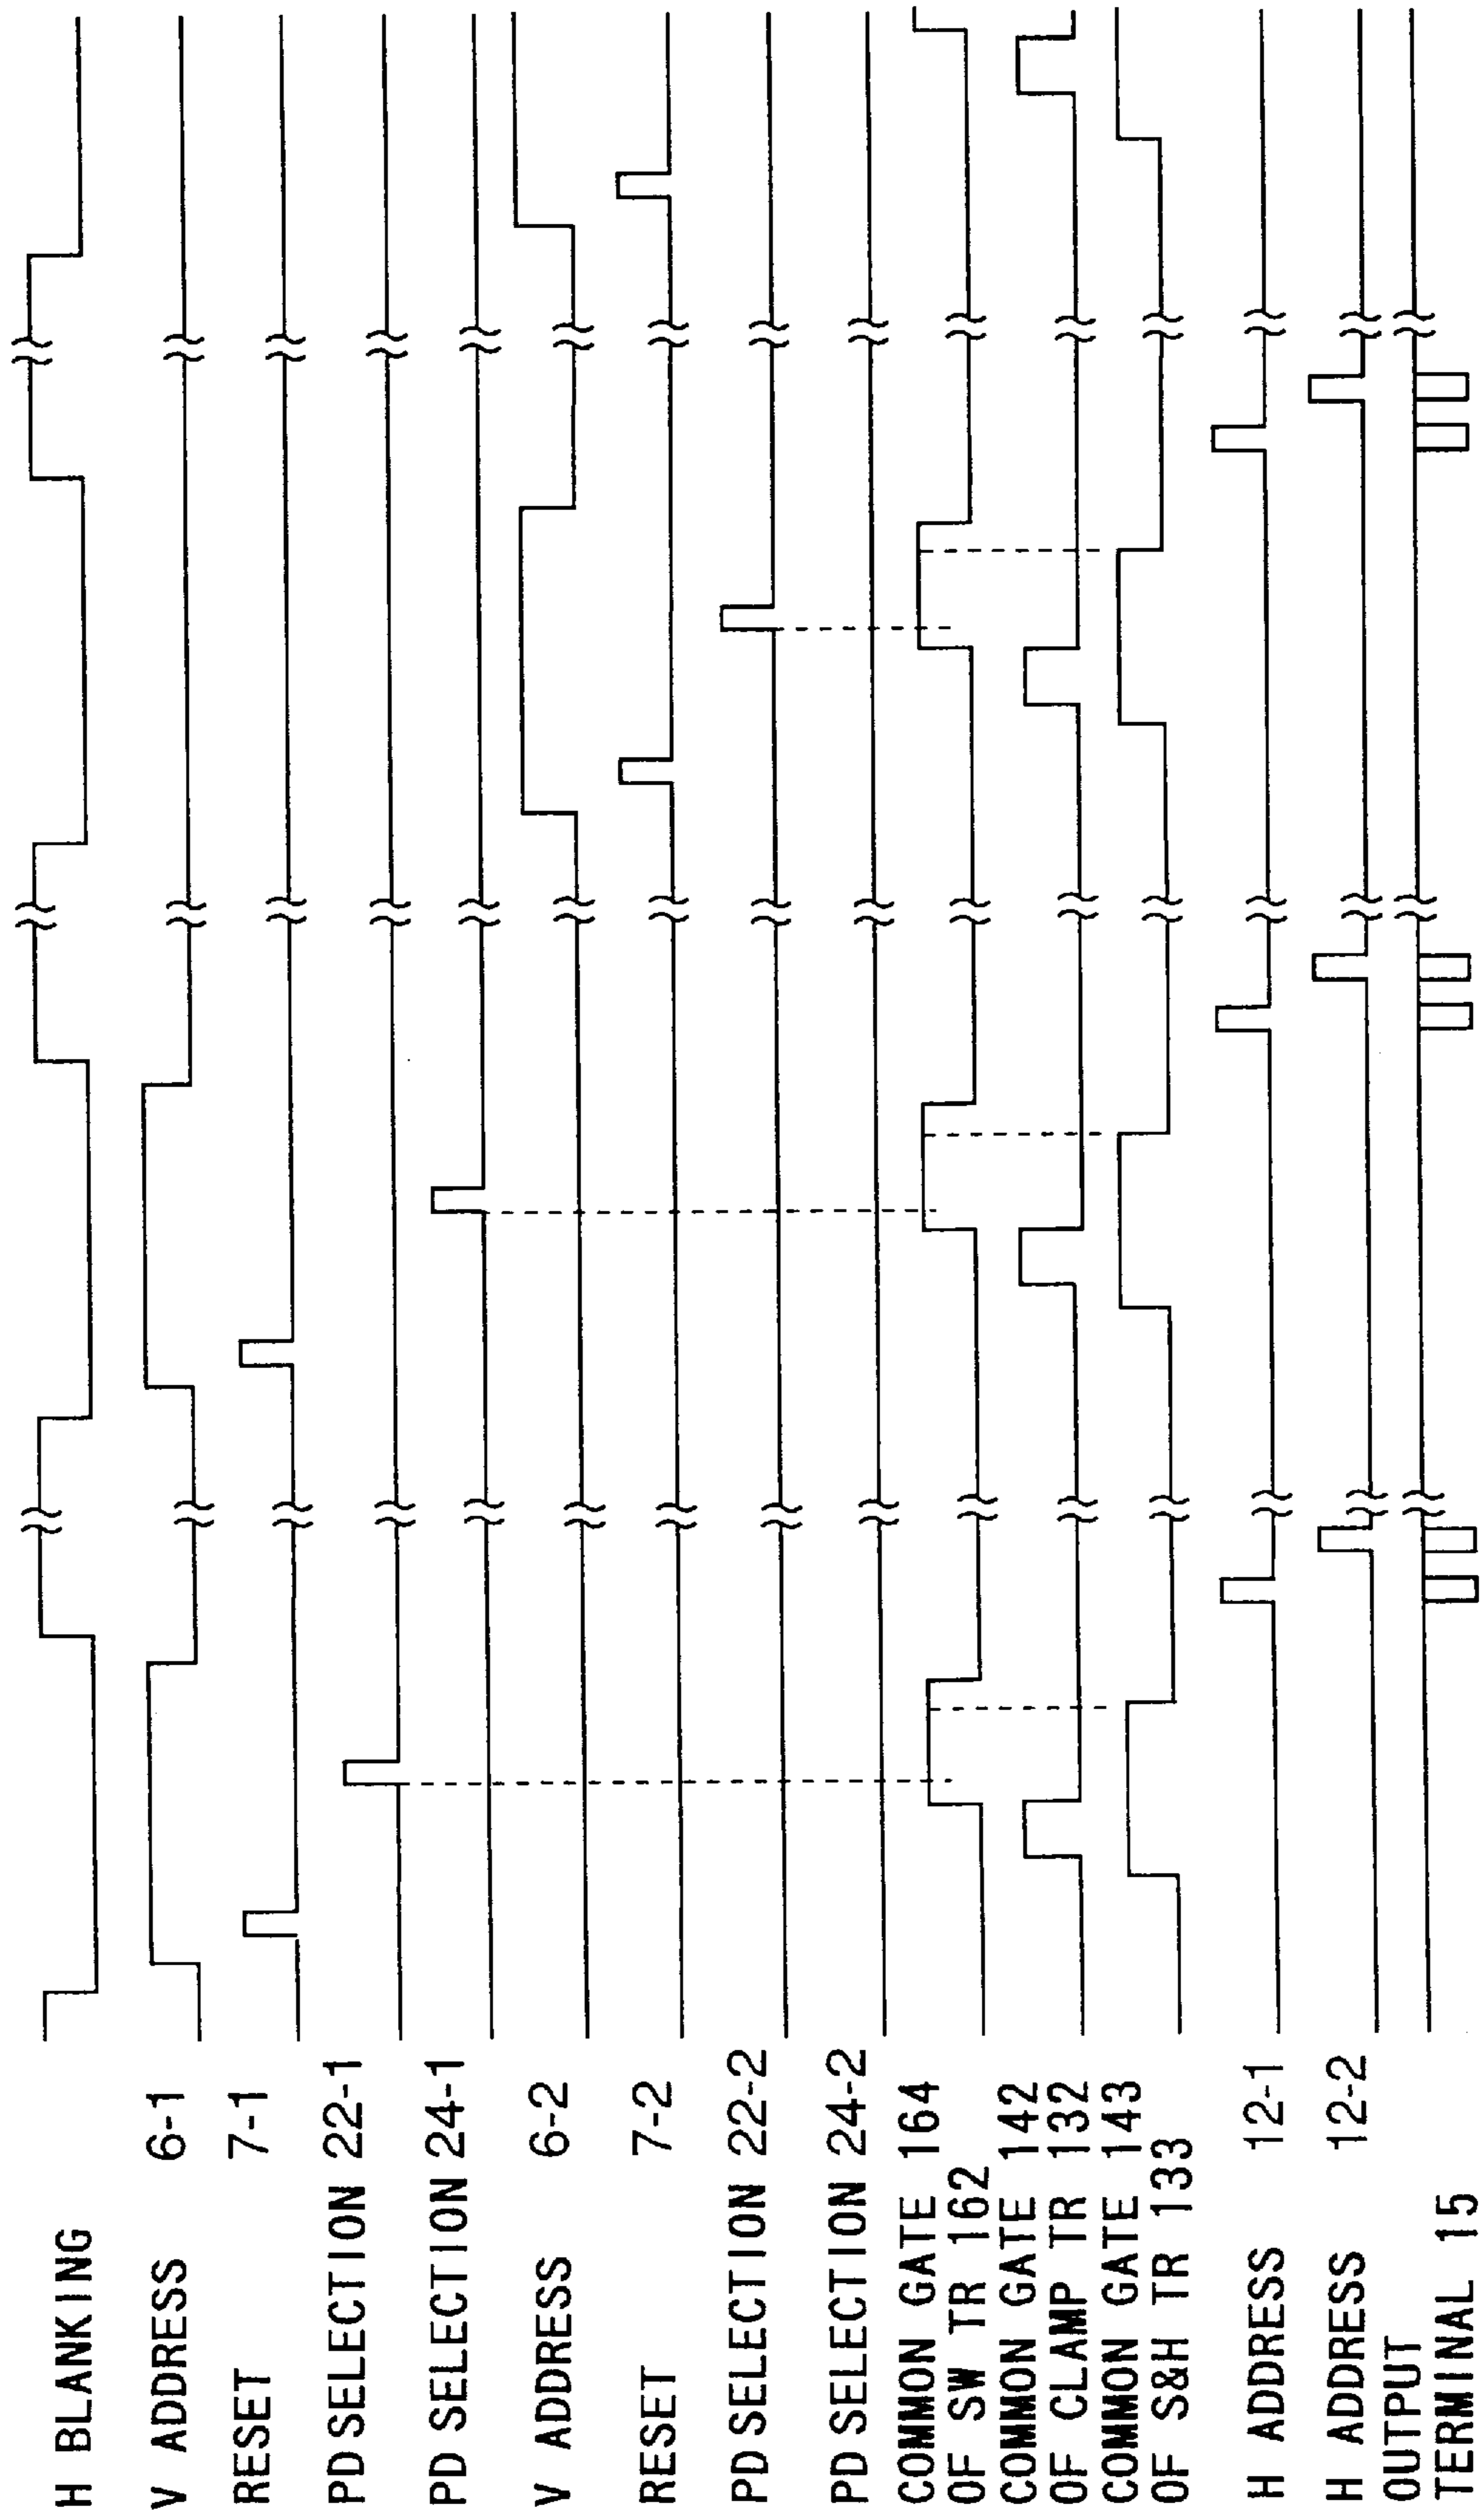 H BLANKING
V ADDRESS 6-1
RESET 7-1
PD SELECTION 22-1
PD SELECTION 24-1
V ADDRESS 6-2
RESET 7-2
PD SELECTION 22-2
PD SELECTION 24-2
COMMON GATE 164
OF SW TR 162
COMMON GATE 142
OF CLAMP TR 132
COMMON GATE 143
OF S&H TR 133
H ADDRESS 12-1
H ADDRESS 12-2
OUTPUT
TERMINAL 15